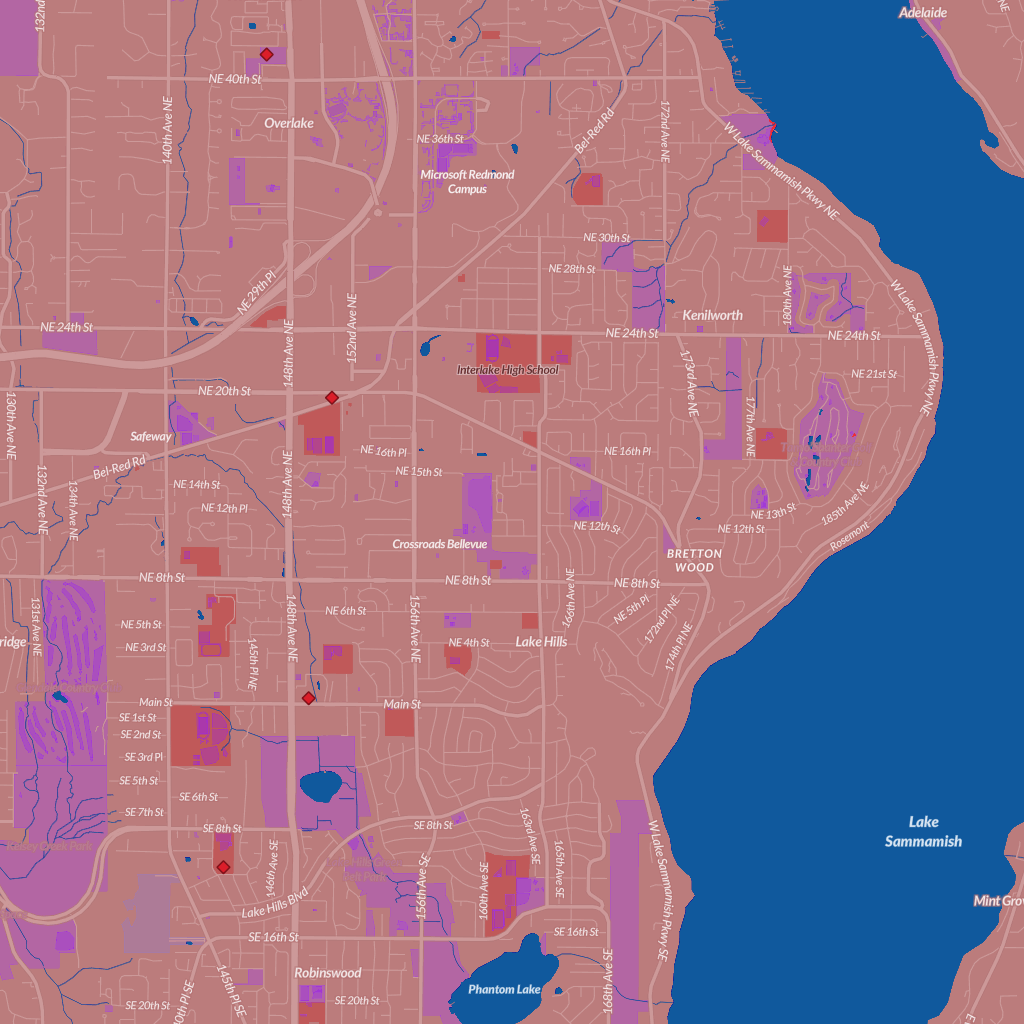 132nd
Adelaide
NE
NE 40th St
Overlake
140th Ave NE
NE 36th St
Bel-Red Rd
172nd Ave NE
W Lake Sammamish Pkwy NE
Microsoft Redmond
Campus
NE 30th St
NE 28th St
NE 29th Pl
180th Ave NE
W Lake Sammamish Pkwy NE
Kenilworth
NE 24th St
148th Ave NE
152nd Ave NE
NE 24th St
NE 24th St
Interlake High School
173rd Ave NE
NE 21st St
NE 20th St
130th Ave NE
177th Ave NE
Safeway
NE 16th Pl
NE 16th Pl
Bel-Red Rd
NE 15th St
132nd Ave NE
134th Ave NE
NE 14th St
148th Ave NE
NE 12th Pl
NE 12th St
NE 13th St
185th Ave NE
NE 12th St
Rosemont
Crossroads Bellevue
BRETTON
WOOD
NE 8th St
NE 8th St
NE 8th St
131st Ave NE
NE 5th St
NE 6th St
148th Ave NE
156th Ave NE
166th Ave NE
NE 5th Pl
172nd Pl NE
174th Pl NE
ridge
NE 3rd St
145th Pl NE
NE 4th St
Lake Hills
Main St
Main St
SE 1st St
SE 2nd St
SE 3rd Pl
SE 5th St
SE 6th St
SE 7th St
SE 8th St
SE 8th St
163rd Ave SE
165th Ave SE
W Lake Sammamish Pkwy SE
Lake
Sammamish
Kelsey Creek Park
146th Ave SE
156th Ave SE
160th Ave SE
Lake Hills Blvd
Mint Grov
SE 16th St
SE 16th St
Robinswood
145th Pl SE
168th Ave SE
Phantom Lake
SE 20th St
40th Pl SE
SE 20th St